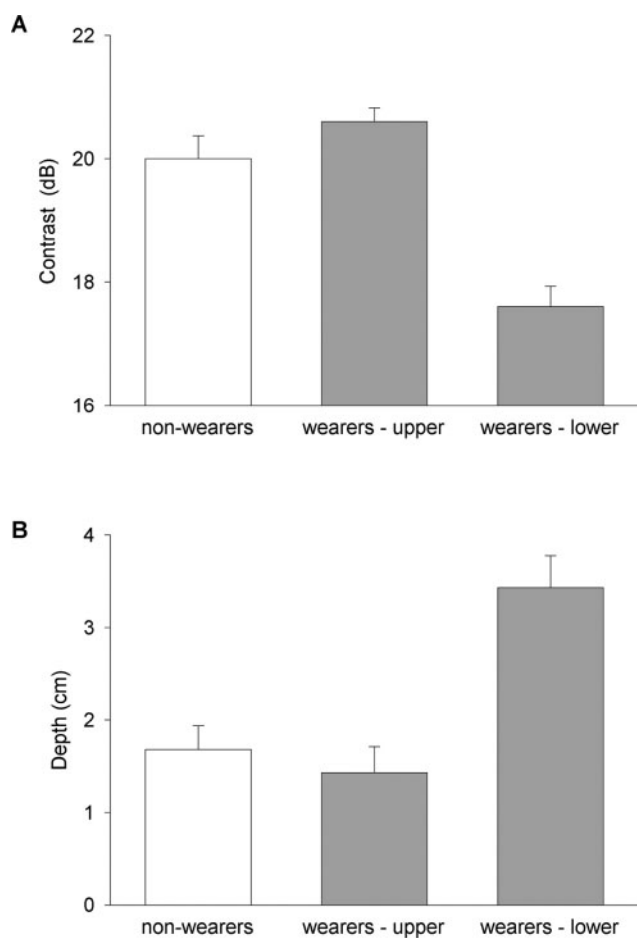 A
22
20
18
16
Contrast (dB)
non-wearers
wearers - upper
wearers - lower
B
4
3
2
1
0
Depth (cm)
non-wearers
wearers - upper
wearers - lower